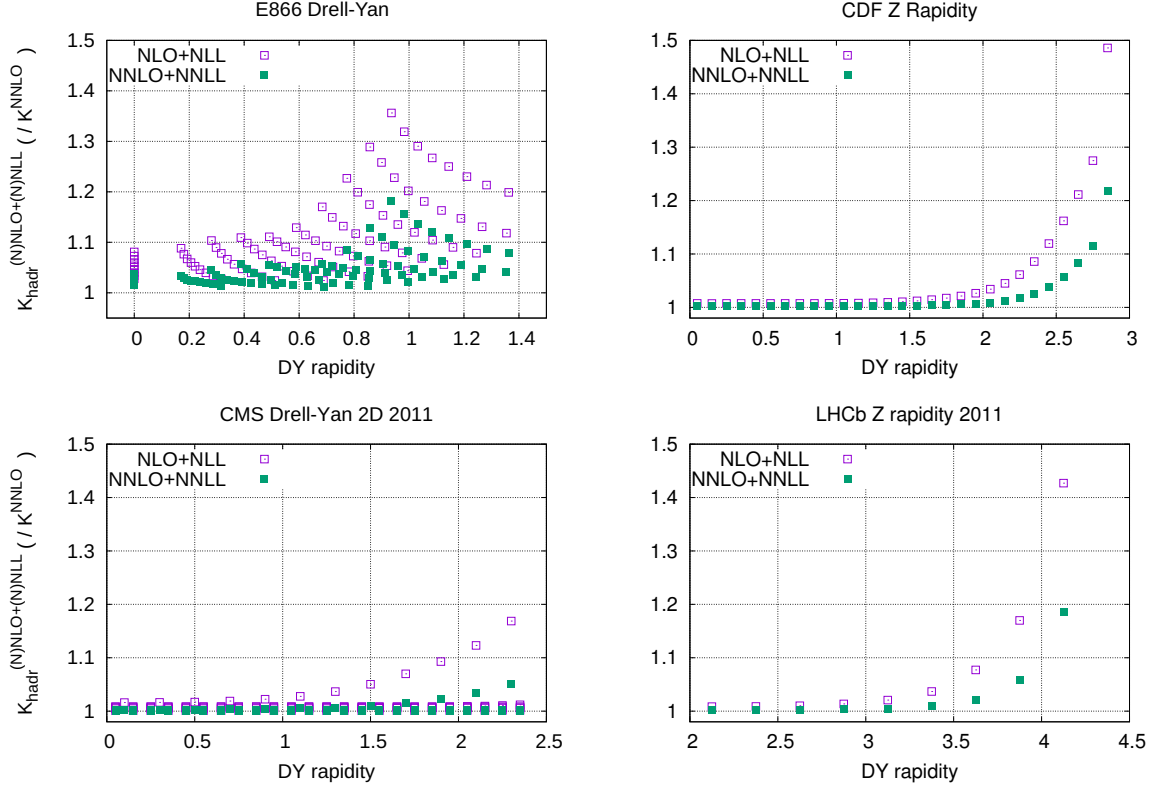 E866 Drell-Yan
K_hadr^(N)NLO+(N)NLL ( / K^NNLO )
1.5
1.4
1.3
1.2
1.1
1
NLO+NLL
NNLO+NNLL
0 0.2 0.4 0.6 0.8 1 1.2 1.4
DY rapidity
CDF Z Rapidity
1.5
1.4
1.3
1.2
1.1
1
NLO+NLL
NNLO+NNLL
0 0.5 1 1.5 2 2.5 3
DY rapidity
CMS Drell-Yan 2D 2011
K_hadr^(N)NLO+(N)NLL ( / K^NNLO )
1.5
1.4
1.3
1.2
1.1
1
NLO+NLL
NNLO+NNLL
0 0.5 1 1.5 2 2.5
DY rapidity
LHCb Z rapidity 2011
1.5
1.4
1.3
1.2
1.1
1
NLO+NLL
NNLO+NNLL
2 2.5 3 3.5 4 4.5
DY rapidity